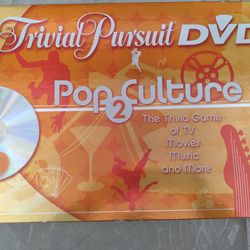 Trivial Pursuit DVD
Pop 2 Culture
The Trivia Game
of TV
Movies
Music
and More